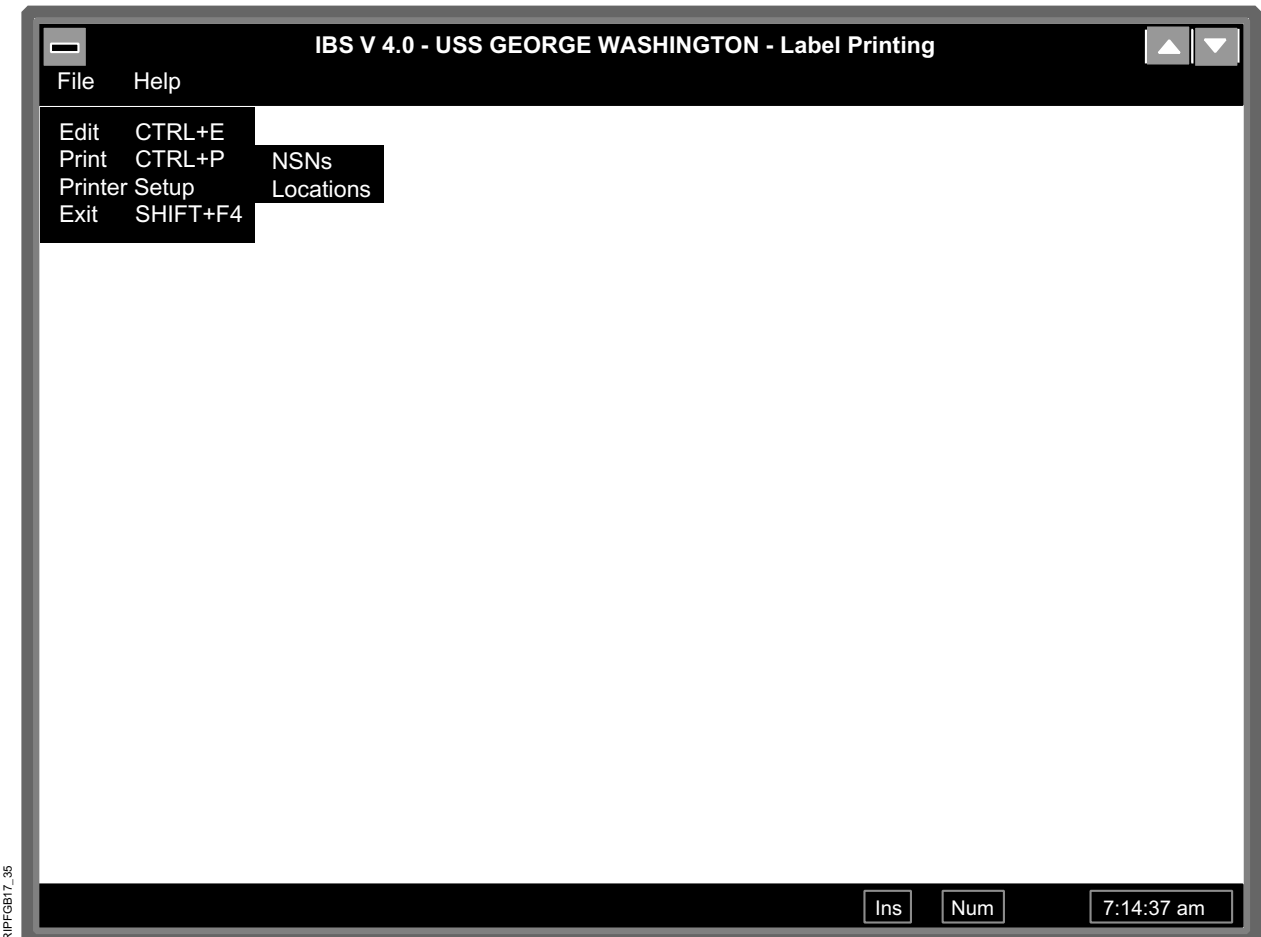 IBS V 4.0 - USS GEORGE WASHINGTON - Label Printing
File Help
Edit CTRL+E
Print CTRL+P
Printer Setup
Exit SHIFT+F4
NSNs
Locations
Ins Num 7:14:37 am
RIPFGB17_35